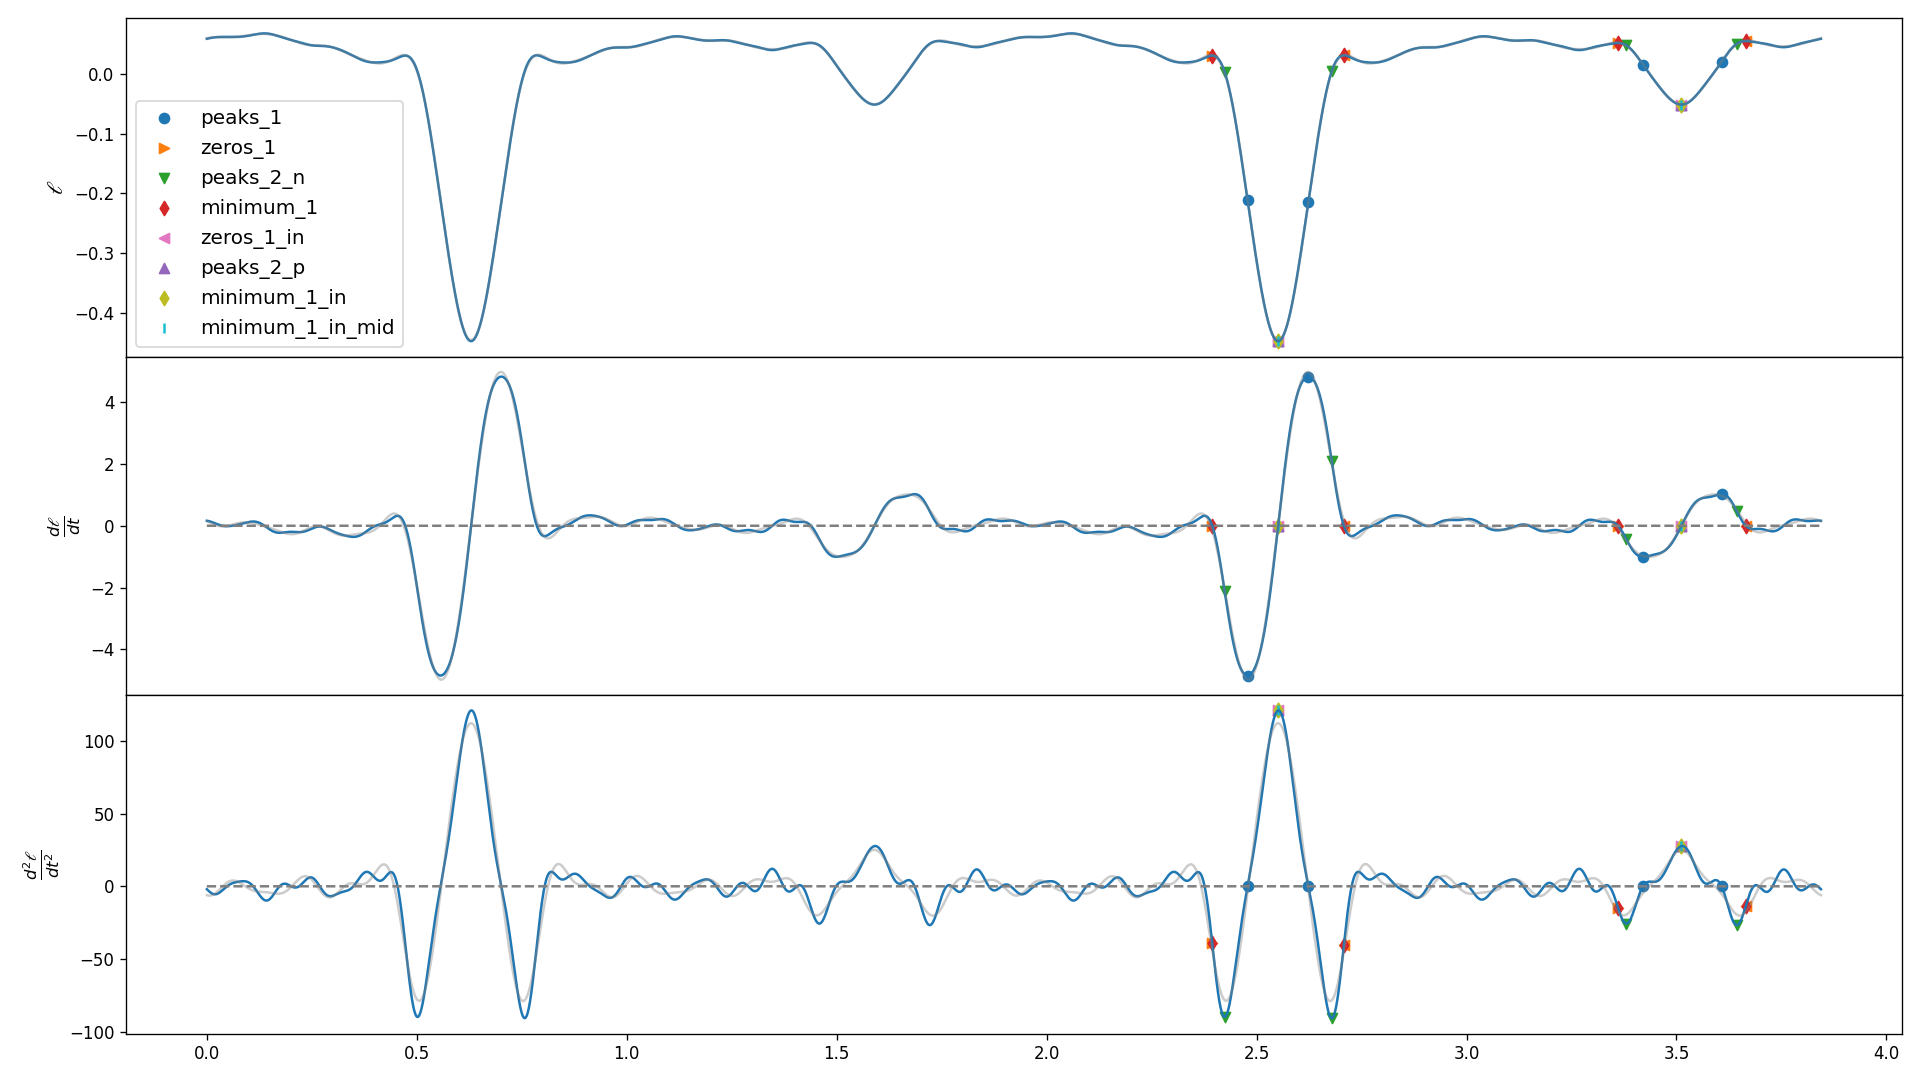 0.0
−0.1
−0.2
−0.3
−0.4
ℓ
peaks_1
zeros_1
peaks_2_n
minimum_1
zeros_1_in
peaks_2_p
minimum_1_in
minimum_1_in_mid
4
2
0
−2
−4
dℓ
dt
100
50
0
−50
−100
d²ℓ
dt²
0.0 0.5 1.0 1.5 2.0 2.5 3.0 3.5 4.0